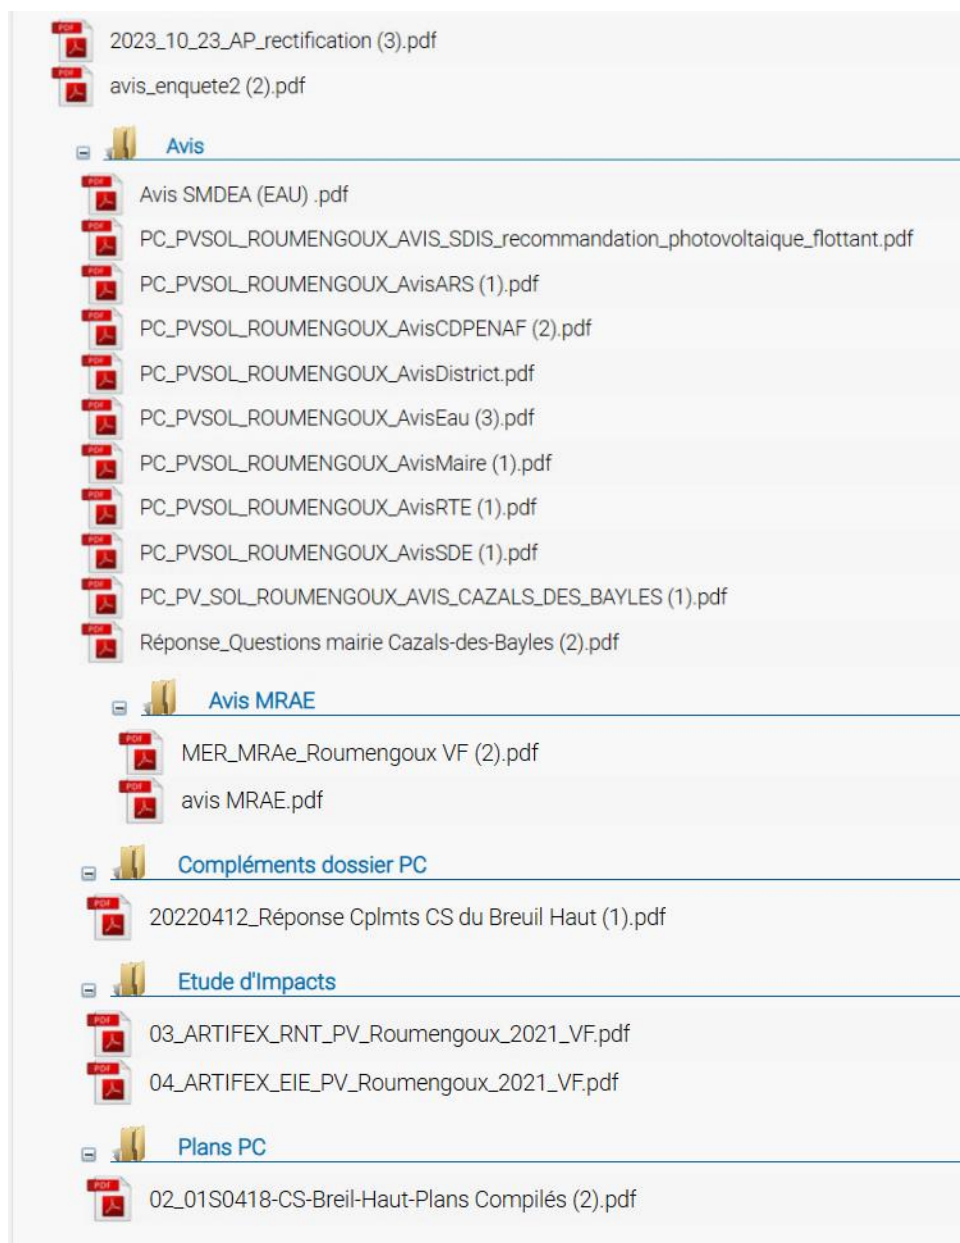 2023_10_23_AP_rectification (3).pdf
avis_enquete2 (2).pdf
Avis
Avis SMDEA (EAU) .pdf
PC_PVSOL_ROUMENGOUX_AVIS_SDIS_recommandation_photovoltaique_flottant.pdf
PC_PVSOL_ROUMENGOUX_AvisARS (1).pdf
PC_PVSOL_ROUMENGOUX_AvisCDPENAF (2).pdf
PC_PVSOL_ROUMENGOUX_AvisDistrict.pdf
PC_PVSOL_ROUMENGOUX_AvisEau (3).pdf
PC_PVSOL_ROUMENGOUX_AvisMaire (1).pdf
PC_PVSOL_ROUMENGOUX_AvisRTE (1).pdf
PC_PVSOL_ROUMENGOUX_AvisSDE (1).pdf
PC_PV_SOL_ROUMENGOUX_AVIS_CAZALS_DES_BAYLES (1).pdf
Réponse_Questions mairie Cazals-des-Bayles (2).pdf
Avis MRAE
MER_MRAe_Roumengoux VF (2).pdf
avis MRAE.pdf
Compléments dossier PC
20220412_Réponse Cplmts CS du Breuil Haut (1).pdf
Etude d'Impacts
03_ARTIFEX_RNT_PV_Roumengoux_2021_VF.pdf
04_ARTIFEX_EIE_PV_Roumengoux_2021_VF.pdf
Plans PC
02_01S0418-CS-Breil-Haut-Plans Compilés (2).pdf